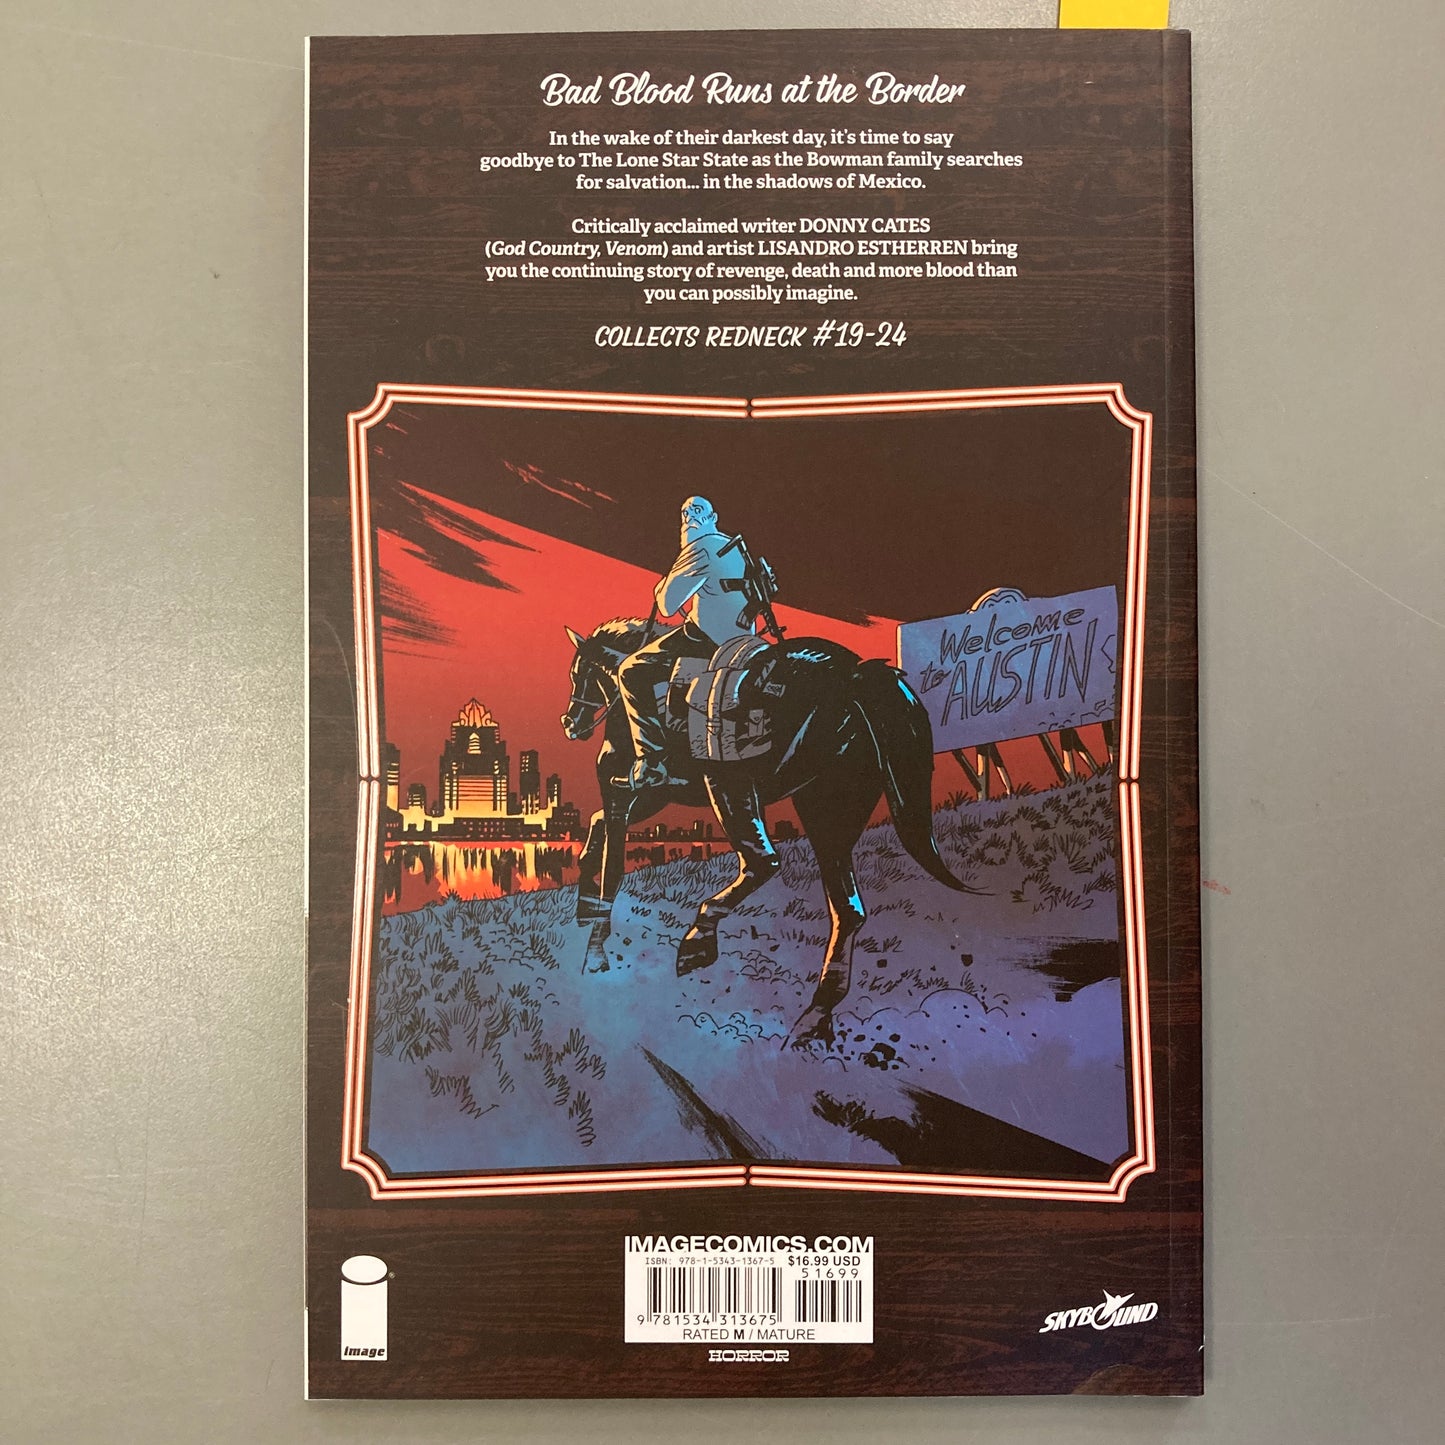 Bad Blood Runs at the Border
In the wake of their darkest day, it's time to say
goodbye to The Lone Star State as the Bowman family searches
for salvation... in the shadows of Mexico.
Critically acclaimed writer DONNY CATES
(God Country, Venom) and artist LISANDRO ESTHERREN bring
you the continuing story of revenge, death and more blood than
you can possibly imagine.
COLLECTS REDNECK #19-24
Welcome
to AUSTIN
IMAGECOMICS.COM
ISBN: 978-1-5343-1367-5 $16.99 USD
51699
9 781534 313675
RATED M / MATURE
HORROR
image
SKYBOUND